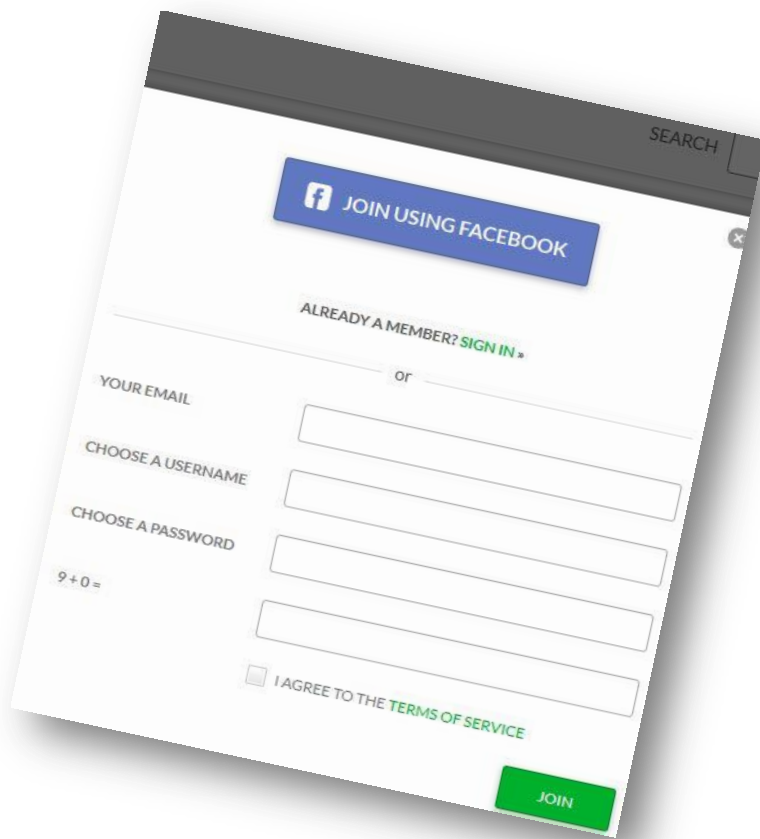 SEARCH
JOIN USING FACEBOOK
ALREADY A MEMBER? SIGN IN »
or
YOUR EMAIL
CHOOSE A USERNAME
CHOOSE A PASSWORD
9 + 0 =
I AGREE TO THE TERMS OF SERVICE
JOIN